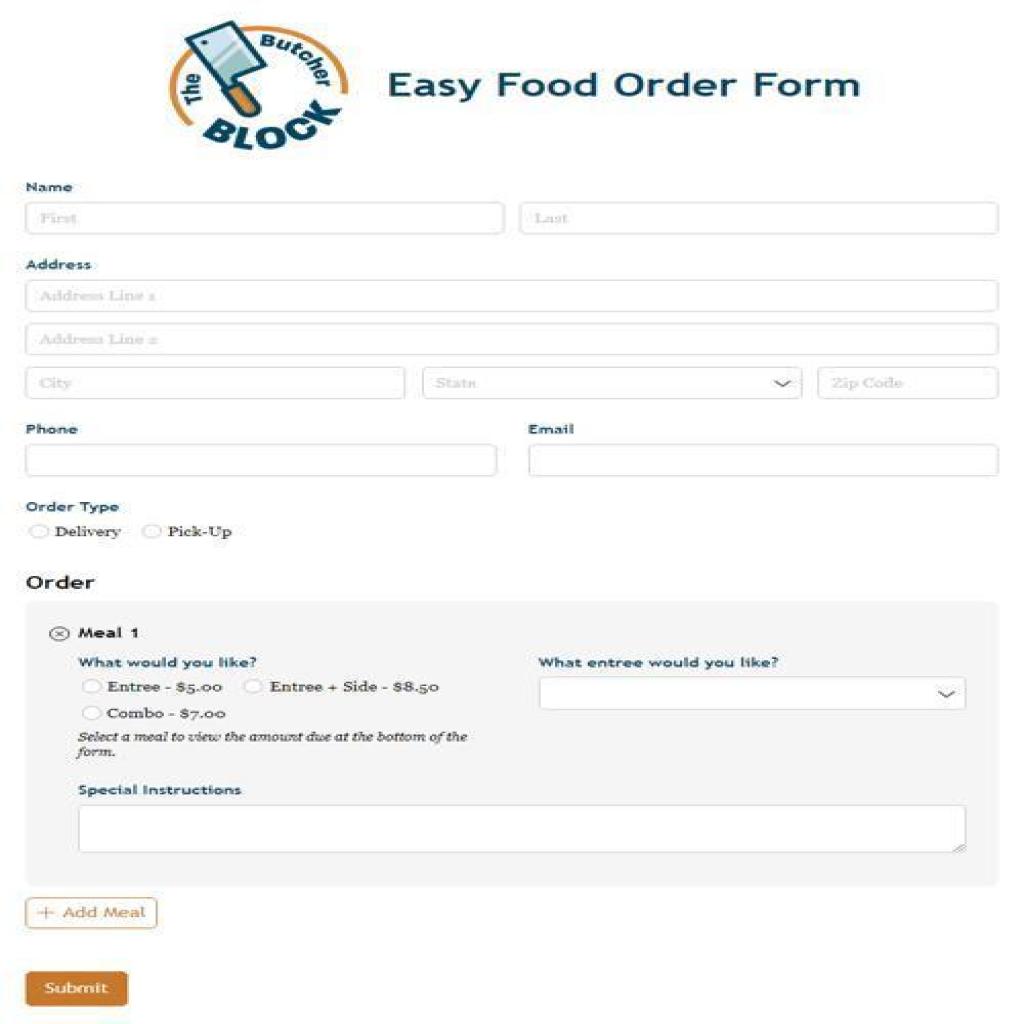 The Butcher
BLOCK
Easy Food Order Form
Name
First Last
Address
Address Line 1
Address Line 2
City State Zip Code
Phone Email
Order Type
Delivery Pick-Up
Order
Meal 1
What would you like? What entree would you like?
Entree - $5.00 Entree + Side - $8.50
Combo - $7.00
Select a meal to view the amount due at the bottom of the
form.
Special Instructions
+ Add Meal
Submit